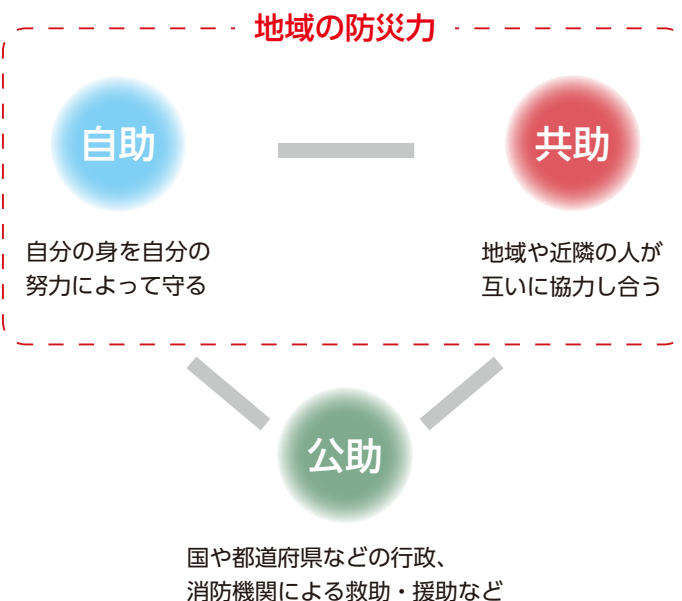 地域の防災力
自助
共助
自分の身を自分の
努力によって守る
地域や近隣の人が
互いに協力し合う
公助
国や都道府県などの行政、
消防機関による救助・援助など